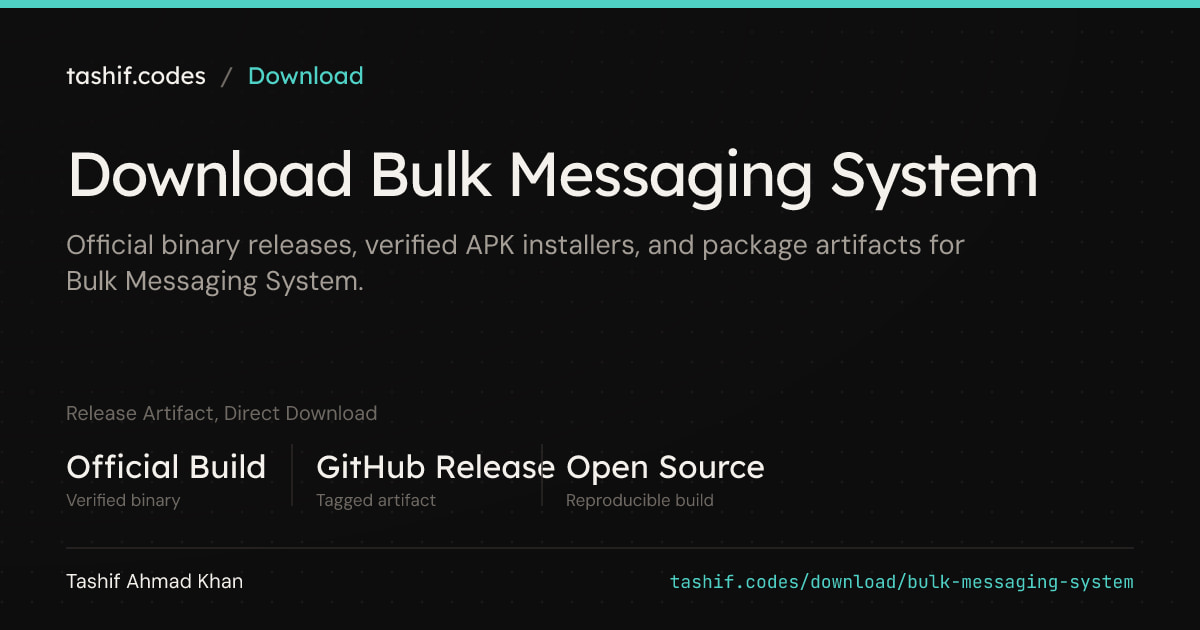 tashif.codes / Download
Download Bulk Messaging System
Official binary releases, verified APK installers, and package artifacts for
Bulk Messaging System.
Release Artifact, Direct Download
Official Build GitHub Release Open Source
Verified binary Tagged artifact Reproducible build
Tashif Ahmad Khan tashif.codes/download/bulk-messaging-system